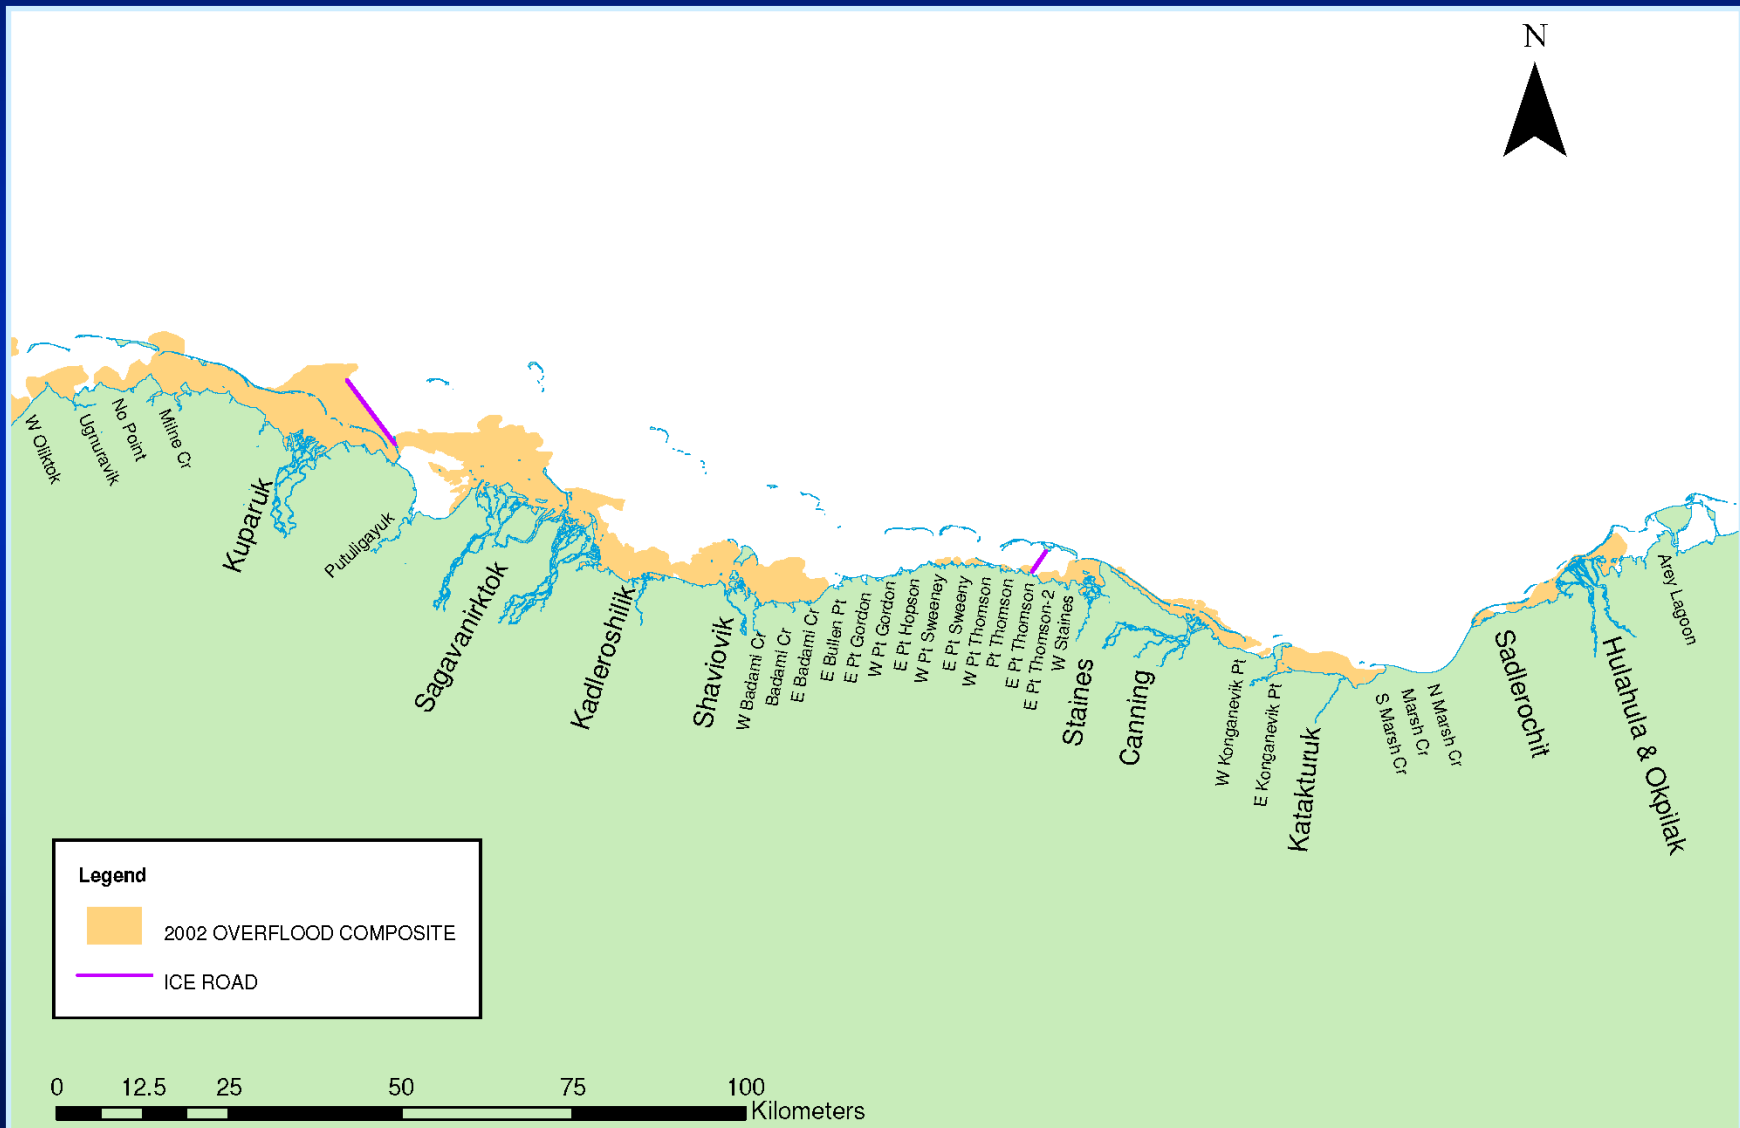 N
W Oliktok
Ugnuravik
No Point
Milne Cr
Kuparuk
Putuligayuk
Sagavanirktok
Kadleroshilik
Shaviovik
W Badami Cr
Badami Cr
E Badami Cr
E Bullen Pt
E Pt Gordon
W Pt Gordon
E Pt Hopson
W Pt Sweeney
E Pt Sweeny
W Pt Thomson
Pt Thomson
E Pt Thomson
E Pt Thomson-2
W Staines
Staines
Canning
W Konganevik Pt
E Konganevik Pt
Katakturuk
S Marsh Cr
Marsh Cr
N Marsh Cr
Sadlerochit
Hulahula & Okpilak
Arey Lagoon
Legend
2002 OVERFLOOD COMPOSITE
ICE ROAD
0 12.5 25 50 75 100
Kilometers